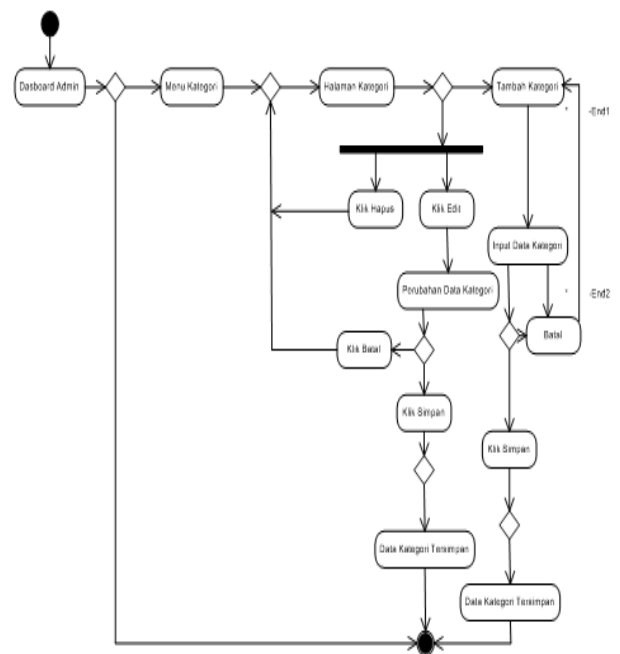 Dasboard Admin
Menu Kategori
Halaman Kategori
Tambah Kategori
-End1
*
Klik Hapus
Klik Edit
Input Data Kategori
Perubahan Data Kategori
*
-End2
Klik Batal
Batal
Klik Simpan
Klik Simpan
Data Kategori Tersimpan
Data Kategori Tersimpan